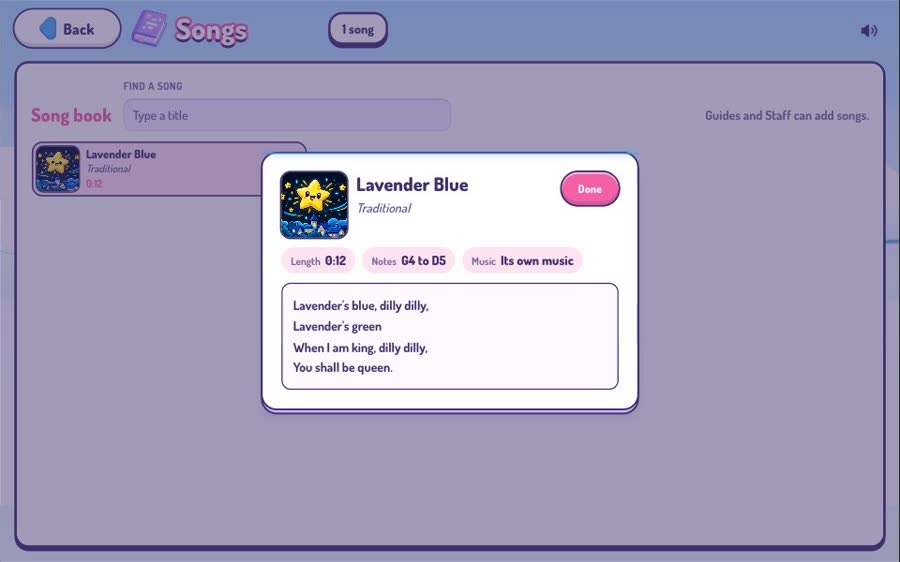 Back
Songs
1 song
FIND A SONG
Song book
Type a title
Guides and Staff can add songs.
Lavender Blue
Traditional
0:12
Lavender Blue
Traditional
Done
Length 0:12
Notes G4 to D5
Music Its own music
Lavender's blue, dilly dilly,
Lavender's green
When I am king, dilly dilly,
You shall be queen.